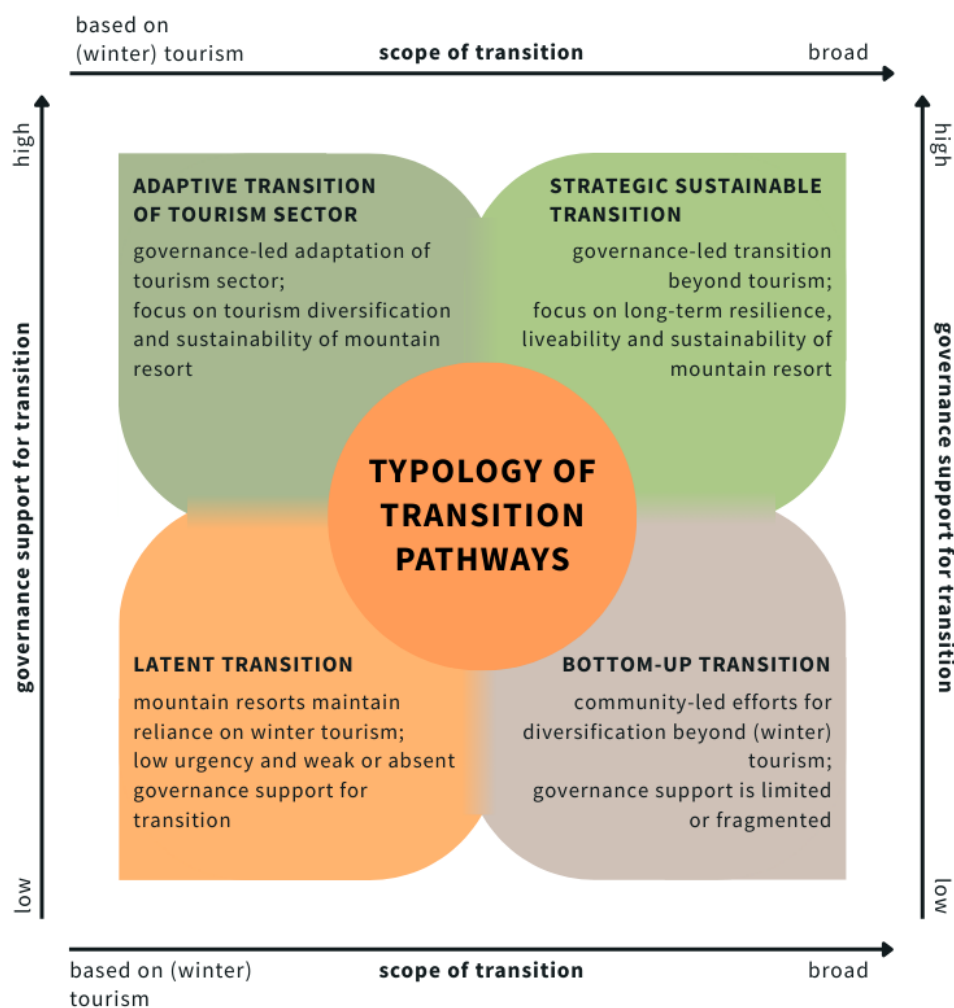 based on
(winter) tourism
scope of transition
broad
high
governance support for transition
low
high
governance support for transition
low
ADAPTIVE TRANSITION
OF TOURISM SECTOR
governance-led adaptation of
tourism sector;
focus on tourism diversification
and sustainability of mountain
resort
STRATEGIC SUSTAINABLE
TRANSITION
governance-led transition
beyond tourism;
focus on long-term resilience,
liveability and sustainability of
mountain resort
TYPOLOGY OF
TRANSITION
PATHWAYS
LATENT TRANSITION
mountain resorts maintain
reliance on winter tourism;
low urgency and weak or absent
governance support for
transition
BOTTOM-UP TRANSITION
community-led efforts for
diversification beyond (winter)
tourism;
governance support is limited
or fragmented
based on (winter)
tourism
scope of transition
broad